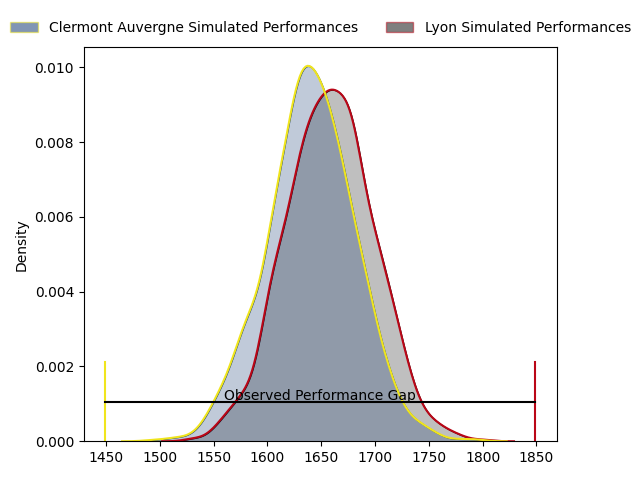 Clermont Auvergne Simulated Performances Lyon Simulated Performances
0.010
0.008
0.006
Density
0.004
0.002
Observed Performance Gap
0.000
1450 1500 1550 1600 1650 1700 1750 1800 1850